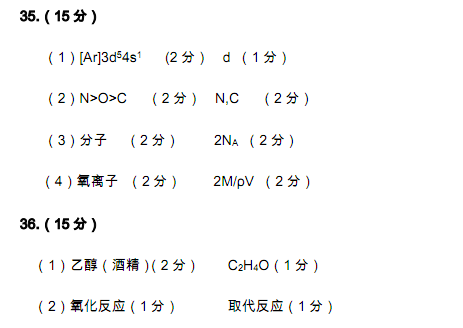 35.（15 分）
（1）[Ar]3d⁵4s¹ （2 分） d （1 分）
（2）N>O>C （2 分） N,C （2 分）
（3）分子 （2 分） 2Nᴀ （2 分）
（4）氧离子 （2 分） 2M/ρV （2 分）
36.（15 分）
（1）乙醇（酒精）（2 分） C₂H₄O（1 分）
（2）氧化反应（1 分） 取代反应（1 分）